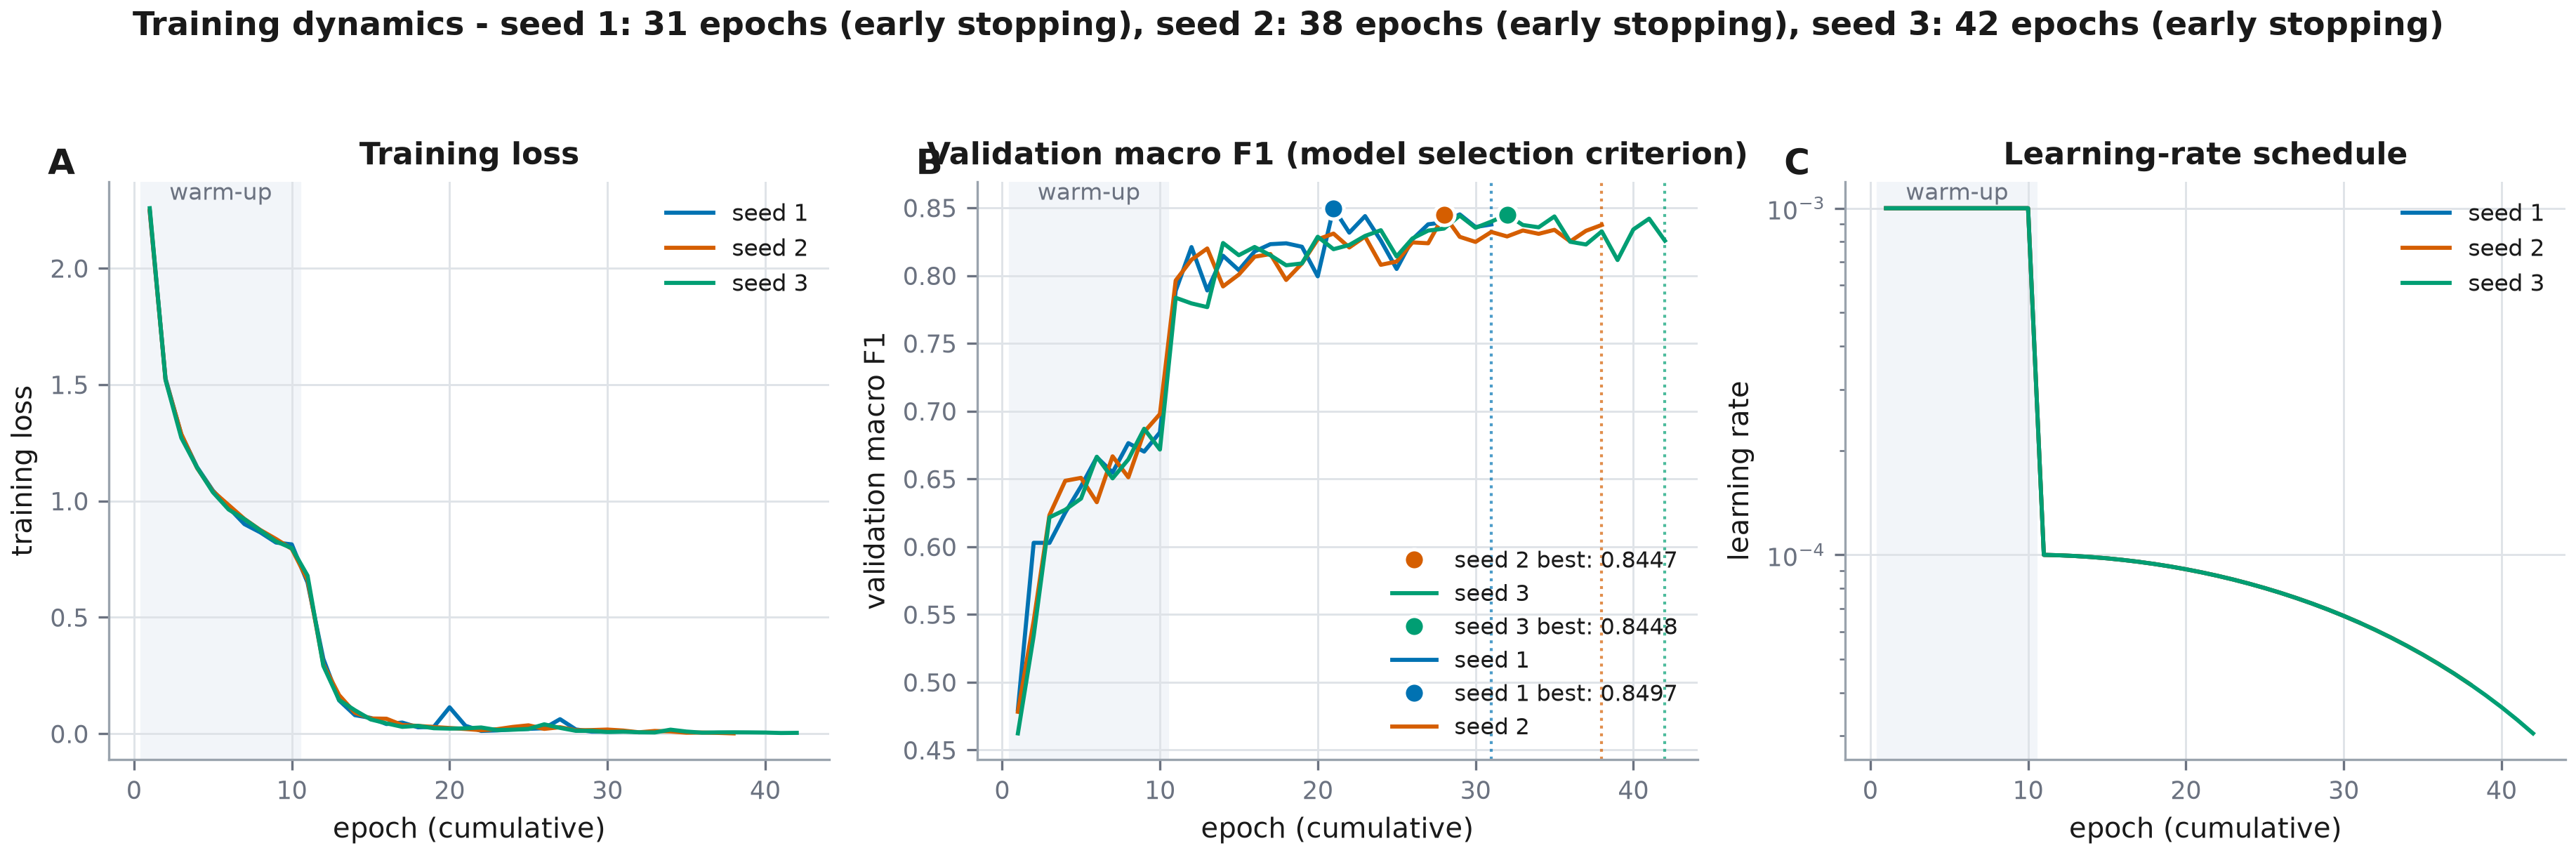 Training dynamics - seed 1: 31 epochs (early stopping), seed 2: 38 epochs (early stopping), seed 3: 42 epochs (early stopping)
A
Training loss
warm-up
seed 1
seed 2
seed 3
2.0
1.5
1.0
0.5
0.0
training loss
0
10
20
30
40
epoch (cumulative)
B
Validation macro F1 (model selection criterion)
warm-up
0.85
0.80
0.75
0.70
0.65
0.60
0.55
0.50
0.45
validation macro F1
seed 2 best: 0.8447
seed 3
seed 3 best: 0.8448
seed 1
seed 1 best: 0.8497
seed 2
0
10
20
30
40
epoch (cumulative)
C
Learning-rate schedule
warm-up
seed 1
seed 2
seed 3
10⁻³
10⁻⁴
learning rate
0
10
20
30
40
epoch (cumulative)